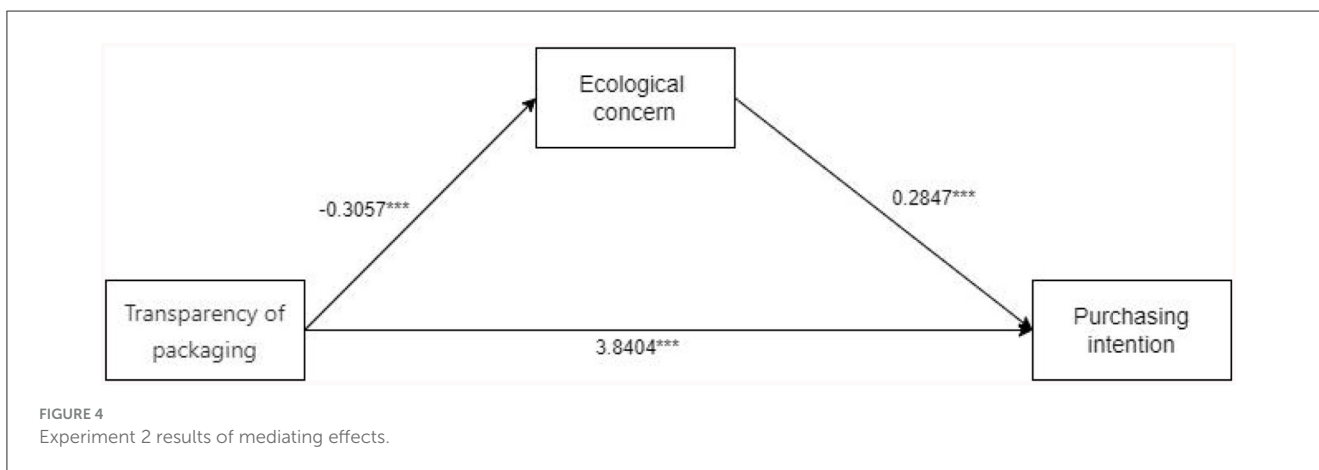 Ecological
concern
-0.3057***
0.2847***
Transparency of
packaging
3.8404***
Purchasing
intention
FIGURE 4
Experiment 2 results of mediating effects.